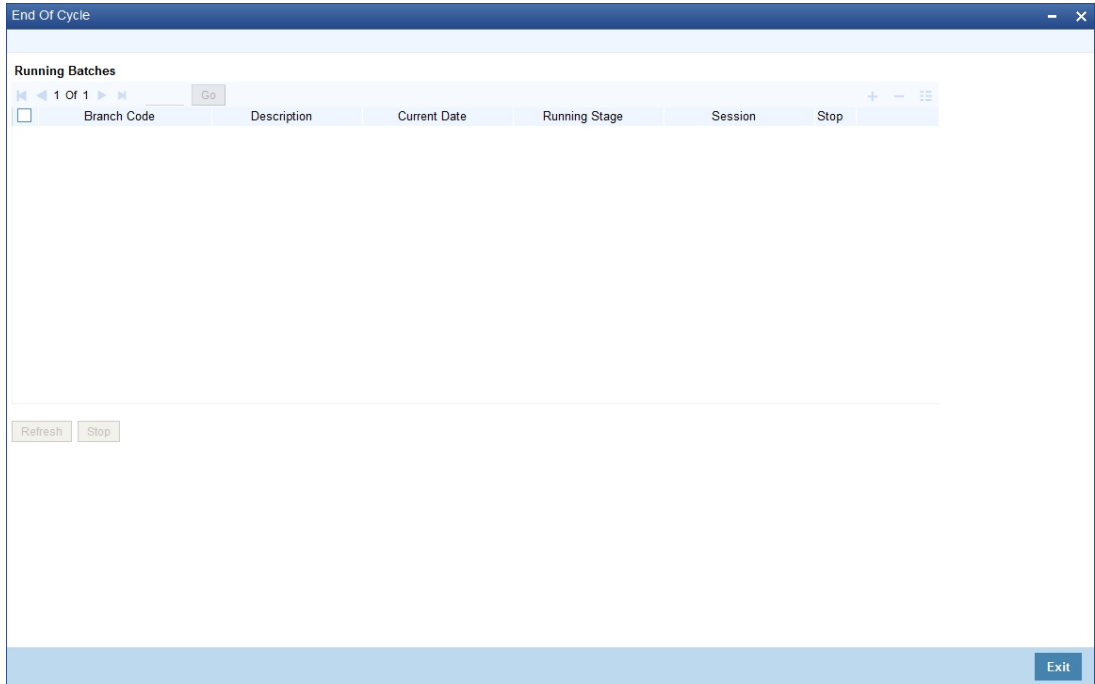 End Of Cycle
Running Batches
1 Of 1 Go
Branch Code Description Current Date Running Stage Session Stop
Refresh Stop
Exit